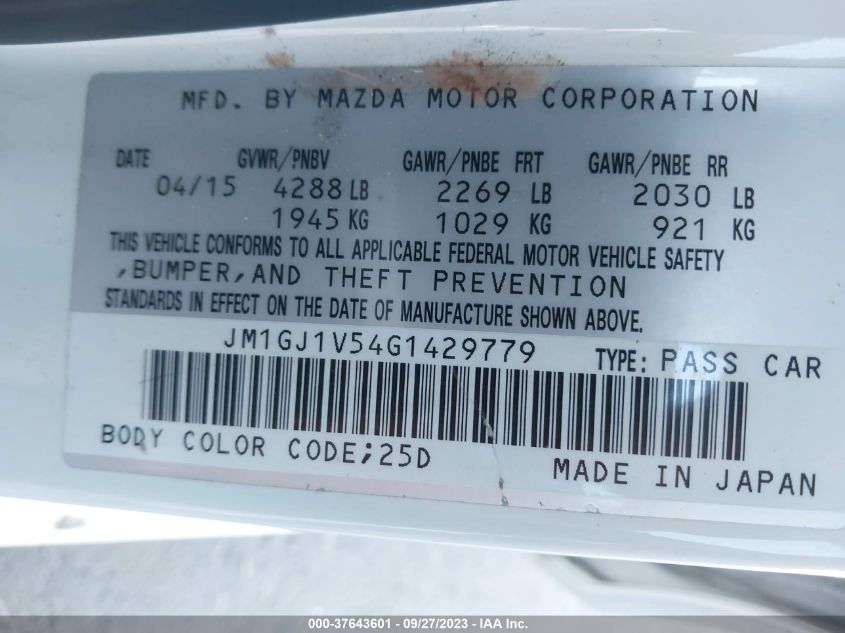 MFD. BY MAZDA MOTOR CORPORATION
DATE GVWR/PNBV GAWR/PNBE FRT GAWR/PNBE RR
04/15 4288 LB 2269 LB 2030 LB
1945 KG 1029 KG 921 KG
THIS VEHICLE CONFORMS TO ALL APPLICABLE FEDERAL MOTOR VEHICLE SAFETY
,BUMPER,AND THEFT PREVENTION
STANDARDS IN EFFECT ON THE DATE OF MANUFACTURE SHOWN ABOVE.
JM1GJ1V54G1429779 TYPE: PASS CAR
BODY COLOR CODE;25D MADE IN JAPAN
000-37643601 - 09/27/2023 - IAA Inc.